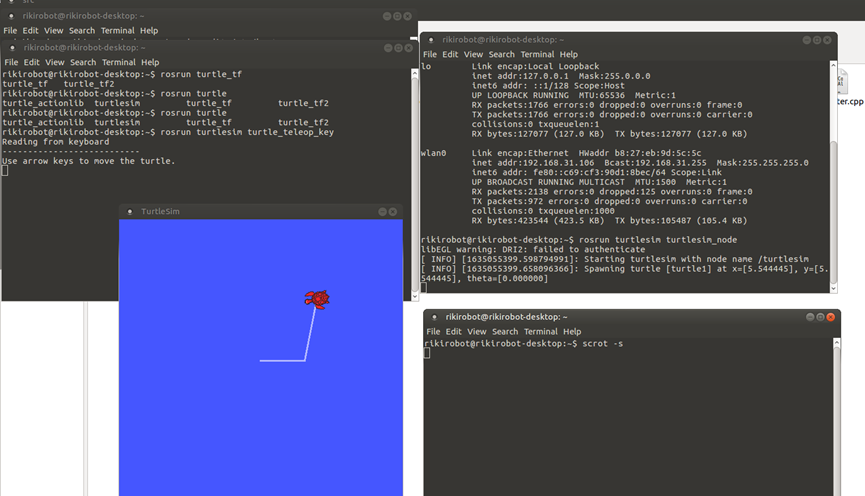 rikirobot@rikirobot-desktop: ~
File Edit View Search Terminal Help
rikirobot@rikirobot-desktop: ~
File Edit View Search Terminal Help
rikirobot@rikirobot-desktop:~$ rosrun turtle_tf
turtle_tf turtle_tf2
rikirobot@rikirobot-desktop:~$ rosrun turtle
turtle_actionlib turtlesim turtle_tf turtle_tf2
rikirobot@rikirobot-desktop:~$ rosrun turtle
turtle_actionlib turtlesim turtle_tf turtle_tf2
rikirobot@rikirobot-desktop:~$ rosrun turtlesim turtle_teleop_key
Reading from keyboard
---------------------------
Use arrow keys to move the turtle.
TurtleSim
rikirobot@rikirobot-desktop: ~
File Edit View Search Terminal Help
lo Link encap:Local Loopback
inet addr:127.0.0.1 Mask:255.0.0.0
inet6 addr: ::1/128 Scope:Host
UP LOOPBACK RUNNING MTU:65536 Metric:1
RX packets:1766 errors:0 dropped:0 overruns:0 frame:0
TX packets:1766 errors:0 dropped:0 overruns:0 carrier:0
collisions:0 txqueuelen:1
RX bytes:127077 (127.0 KB) TX bytes:127077 (127.0 KB)
wlan0 Link encap:Ethernet HWaddr b8:27:eb:9d:5c:5c
inet addr:192.168.31.106 Bcast:192.168.31.255 Mask:255.255.255.0
inet6 addr: fe80::c69:cf3:90d1:8bec/64 Scope:Link
UP BROADCAST RUNNING MULTICAST MTU:1500 Metric:1
RX packets:2138 errors:0 dropped:125 overruns:0 frame:0
TX packets:972 errors:0 dropped:0 overruns:0 carrier:0
collisions:0 txqueuelen:1000
RX bytes:423544 (423.5 KB) TX bytes:105487 (105.4 KB)
rikirobot@rikirobot-desktop:~$ rosrun turtlesim turtlesim_node
libEGL warning: DRI2: failed to authenticate
[ INFO] [1635055399.598794991]: Starting turtlesim with node name /turtlesim
[ INFO] [1635055399.658096366]: Spawning turtle [turtle1] at x=[5.544445], y=[5.
544445], theta=[0.000000]
rikirobot@rikirobot-desktop: ~
File Edit View Search Terminal Help
rikirobot@rikirobot-desktop:~$ scrot -s
ter.cpp